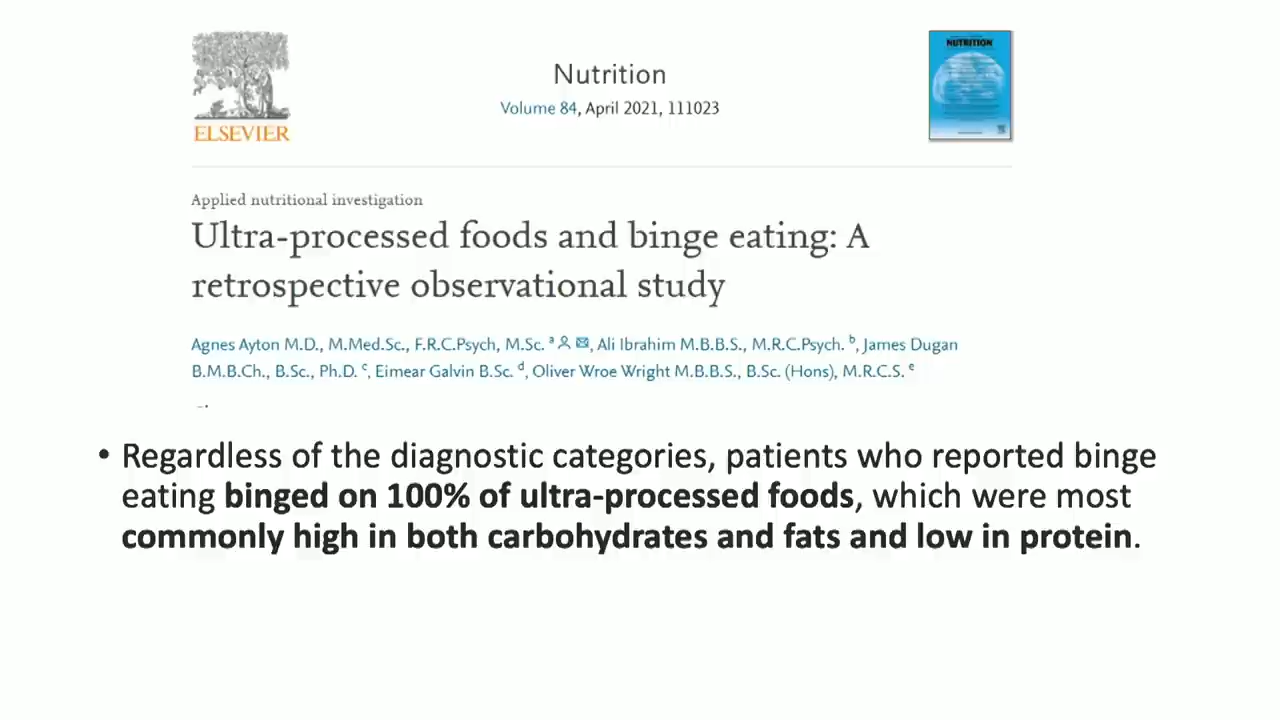 ELSEVIER
Nutrition
Volume 84, April 2021, 111023
NUTRITION
Applied nutritional investigation
Ultra-processed foods and binge eating: A
retrospective observational study
Agnes Ayton M.D., M.Med.Sc., F.R.C.Psych, M.Sc. a, Ali Ibrahim M.B.B.S., M.R.C.Psych. b, James Dugan
B.M.B.Ch., B.Sc., Ph.D. c, Eimear Galvin B.Sc. d, Oliver Wroe Wright M.B.B.S., B.Sc. (Hons), M.R.C.S. e
• Regardless of the diagnostic categories, patients who reported binge
eating binged on 100% of ultra-processed foods, which were most
commonly high in both carbohydrates and fats and low in protein.